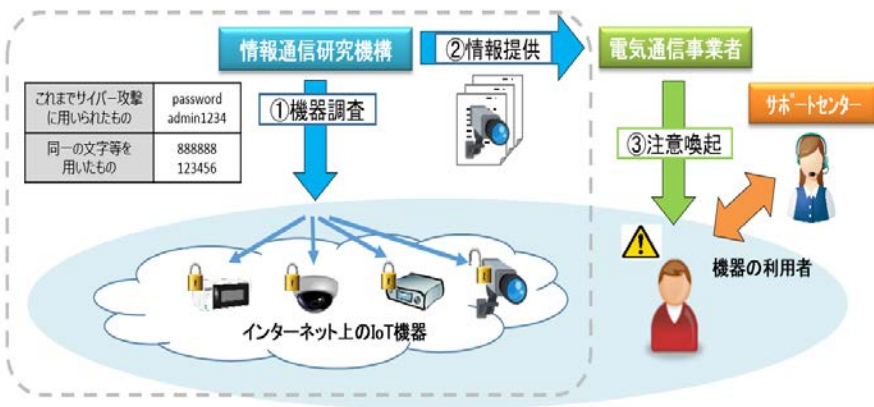 情報通信研究機構
②情報提供
電気通信事業者
これまでサイバー攻撃
に用いられたもの
password
admin1234
同一の文字等を
用いたもの
888888
123456
①機器調査
サポートセンター
③注意喚起
機器の利用者
インターネット上のIoT機器